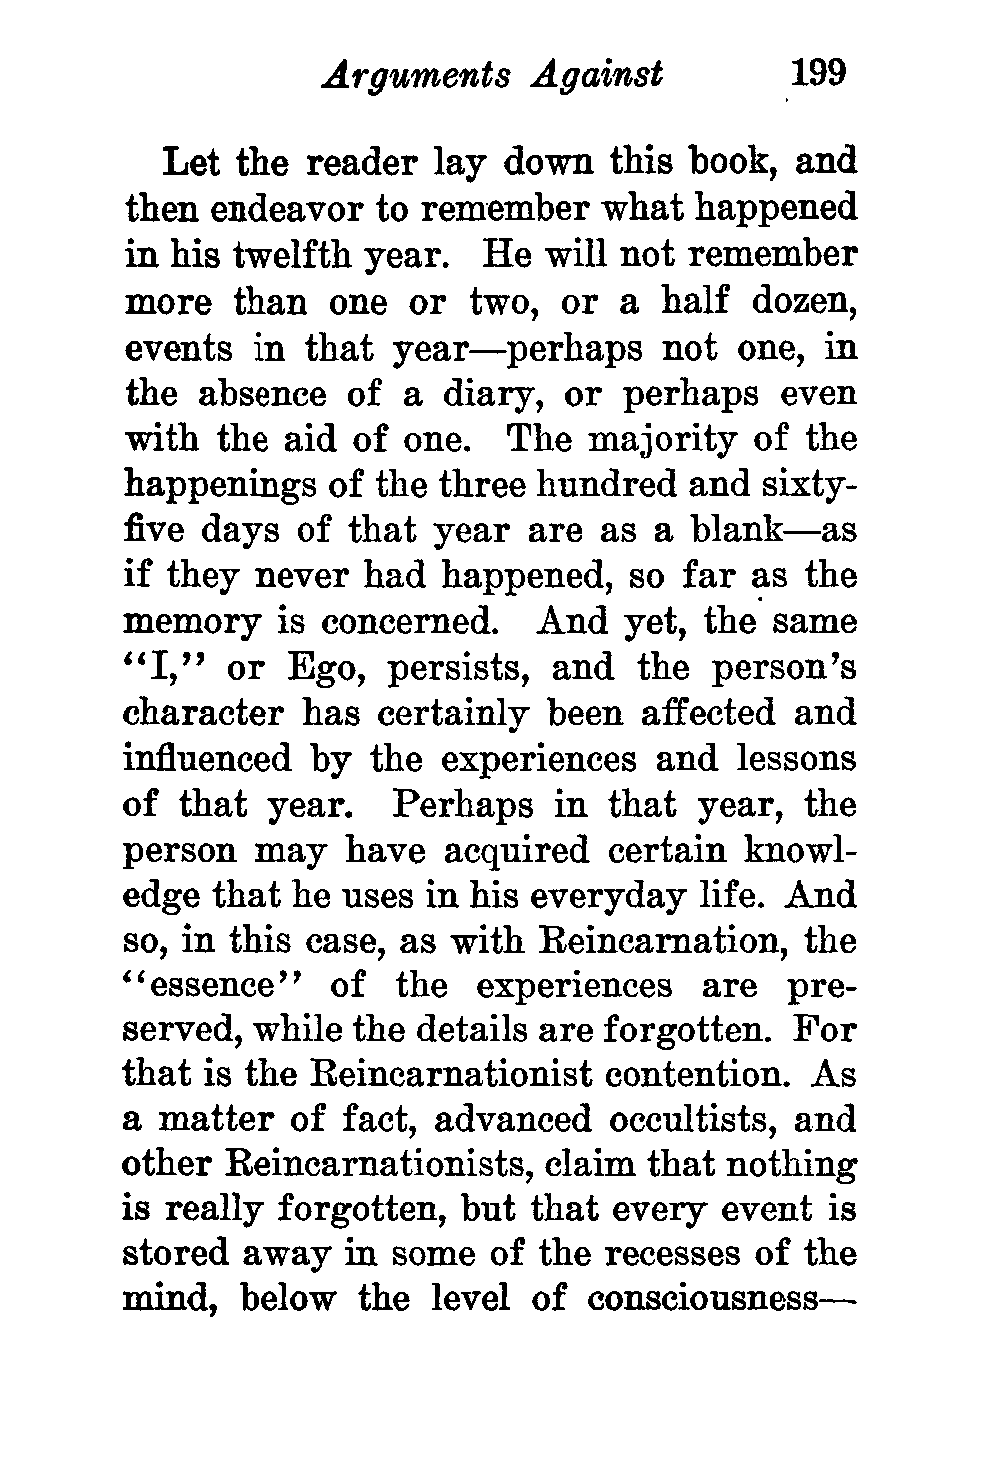 Arguments Against 199
Let the reader lay down this book, and
then endeavor to remember what happened
in his twelfth year. He will not remember
more than one or two, or a half dozen,
events in that year—perhaps not one, in
the absence of a diary, or perhaps even
with the aid of one. The majority of the
happenings of the three hundred and sixty-
five days of that year are as a blank—as
if they never had happened, so far as the
memory is concerned. And yet, the same
“I,” or Ego, persists, and the person’s
character has certainly been affected and
influenced by the experiences and lessons
of that year. Perhaps in that year, the
person may have acquired certain knowl-
edge that he uses in his everyday life. And
so, in this case, as with Reincarnation, the
“essence” of the experiences are pre-
served, while the details are forgotten. For
that is the Reincarnationist contention. As
a matter of fact, advanced occultists, and
other Reincarnationists, claim that nothing
is really forgotten, but that every event is
stored away in some of the recesses of the
mind, below the level of consciousness—